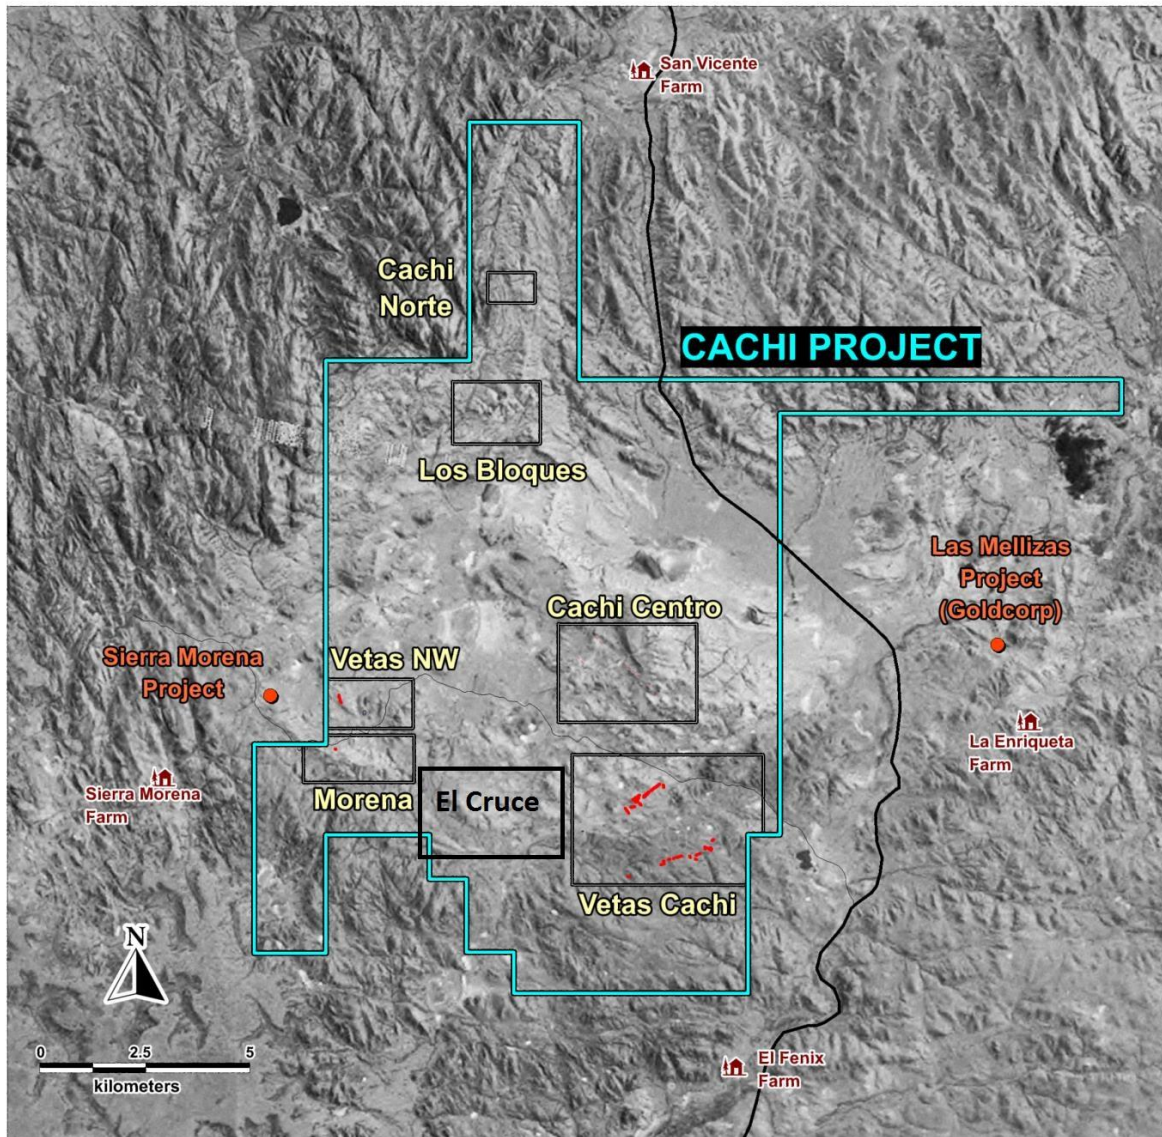 San Vicente
Farm
Cachi
Norte
CACHI PROJECT
Los Bloques
Las Mellizas
Project
(Goldcorp)
Cachi Centro
Vetas NW
Sierra Morena
Project
La Enriqueta
Farm
Sierra Morena
Farm
Morena
El Cruce
Vetas Cachi
N
0 2.5 5
kilometers
El Fenix
Farm